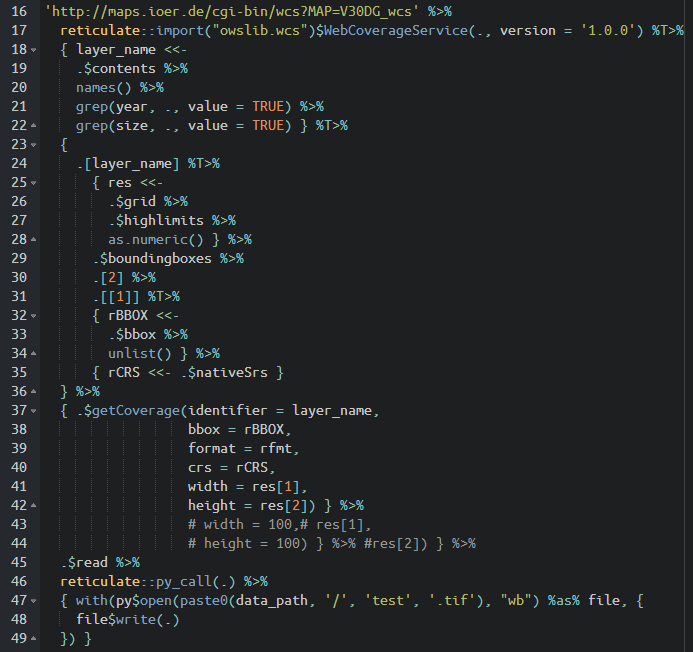 16 'http://maps.ioer.de/cgi-bin/wcs?MAP=V30DG_wcs' %>%
17   reticulate::import("owslib.wcs")$WebCoverageService(., version = '1.0.0') %T>%
18   { layer_name <<-
19     .$contents %>%
20     names() %>%
21     grep(year, ., value = TRUE) %>%
22     grep(size, ., value = TRUE) } %T>%
23   {
24     .[layer_name] %T>%
25       { res <<-
26         .$grid %>%
27         .$highlimits %>%
28         as.numeric() } %>%
29       .$boundingboxes %>%
30       .[2] %>%
31       .[[1]] %T>%
32       { rBBOX <<-
33         .$bbox %>%
34         unlist() } %>%
35       { rCRS <<- .$nativeSrs }
36   } %>%
37   { .$getCoverage(identifier = layer_name,
38                   bbox = rBBOX,
39                   format = rfmt,
40                   crs = rCRS,
41                   width = res[1],
42                   height = res[2]) } %>%
43                   # width = 100,# res[1],
44                   # height = 100) } %>% #res[2]) } %>%
45   .$read %>%
46   reticulate::py_call(.) %>%
47   { with(py$open(paste0(data_path, '/', 'test', '.tif'), "wb") %as% file, {
48     file$write(.)
49   }) }